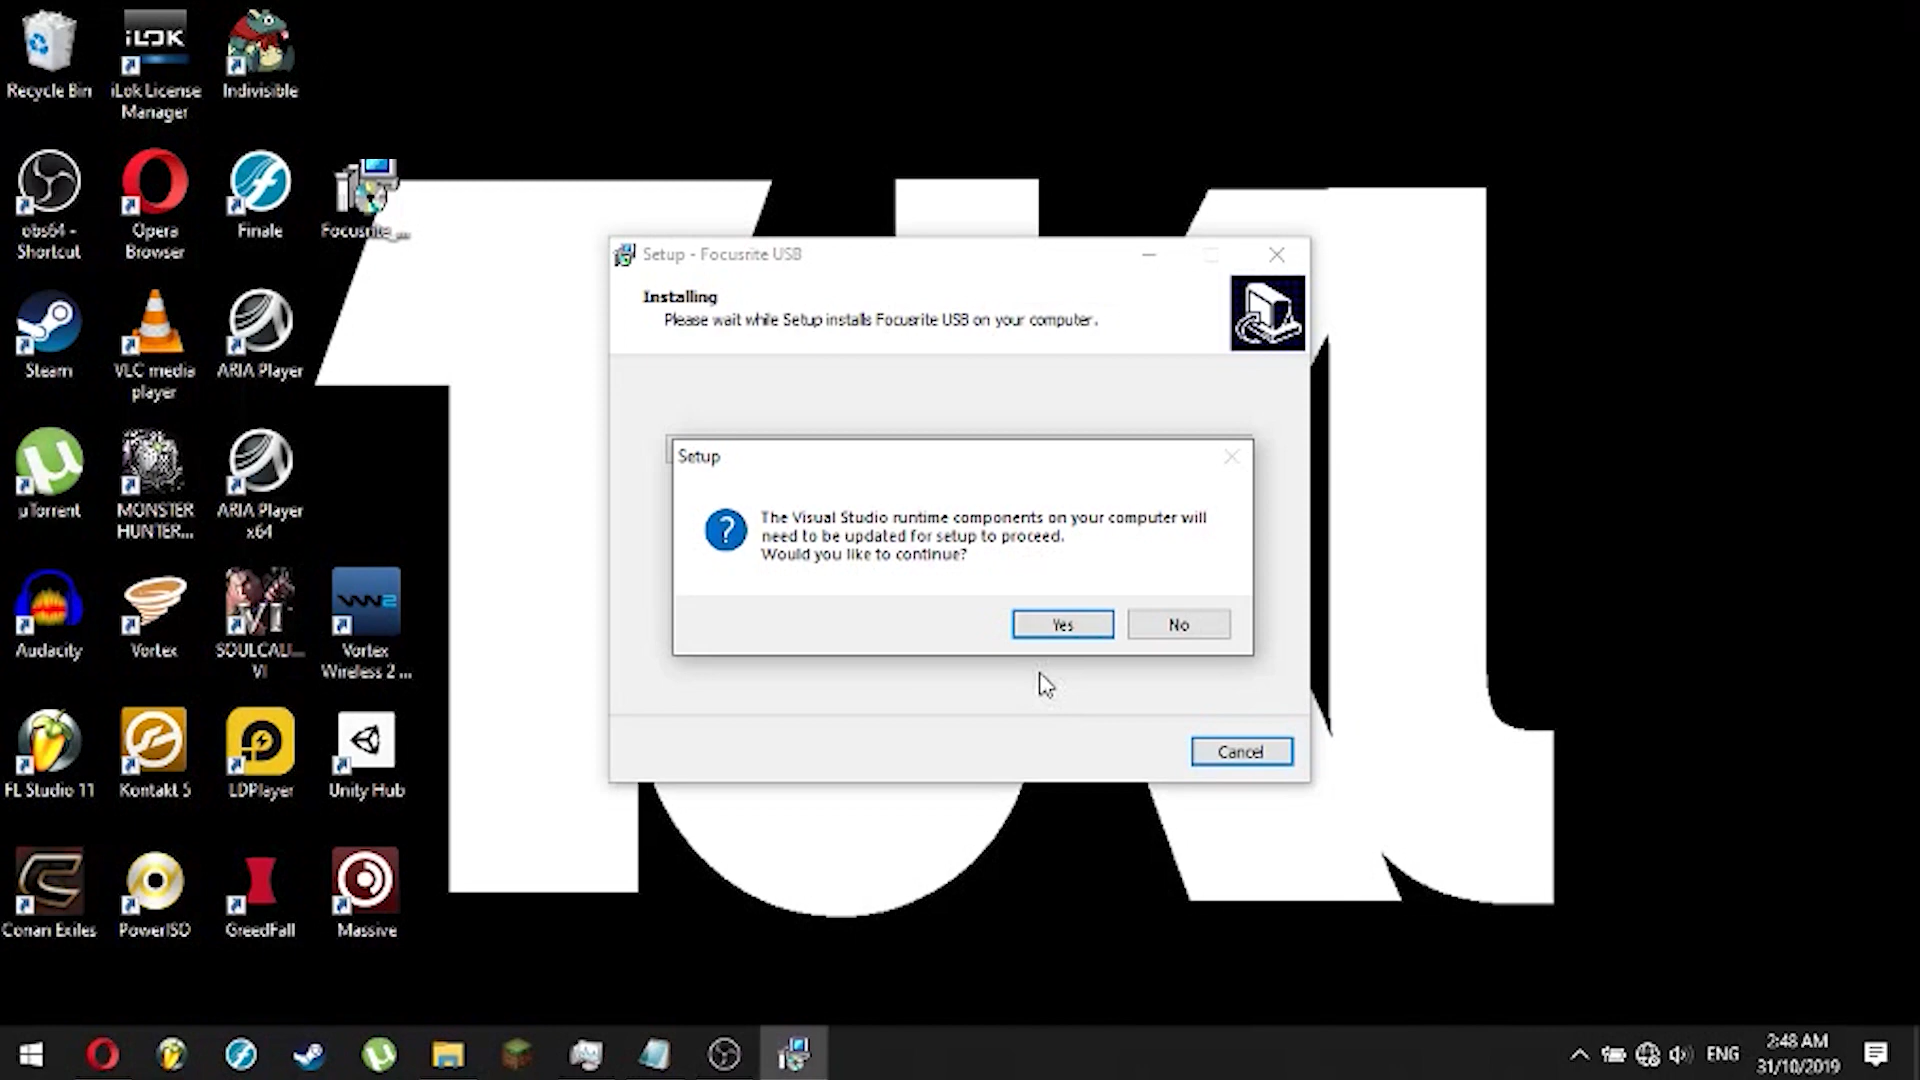 Recycle Bin
iLOK
iLok License
Manager
Indivisible
obs64 -
Shortcut
Opera
Browser
Finale
Focusrite_...
Steam
VLC media
player
ARIA Player
µTorrent
MONSTER
HUNTER...
ARIA Player
x64
Audacity
Vortex
VI
SOULCALI...
VI
VW2
Vortex
Wireless 2 ...
FL Studio 11
Kontakt 5
LDPlayer
Unity Hub
Conan Exiles
PowerISO
GreedFall
Massive
Setup - Focusrite USB
Installing
Please wait while Setup installs Focusrite USB on your computer.
Setup
The Visual Studio runtime components on your computer will
need to be updated for setup to proceed.
Would you like to continue?
Yes
No
Cancel
ENG
2:48 AM
31/10/2019